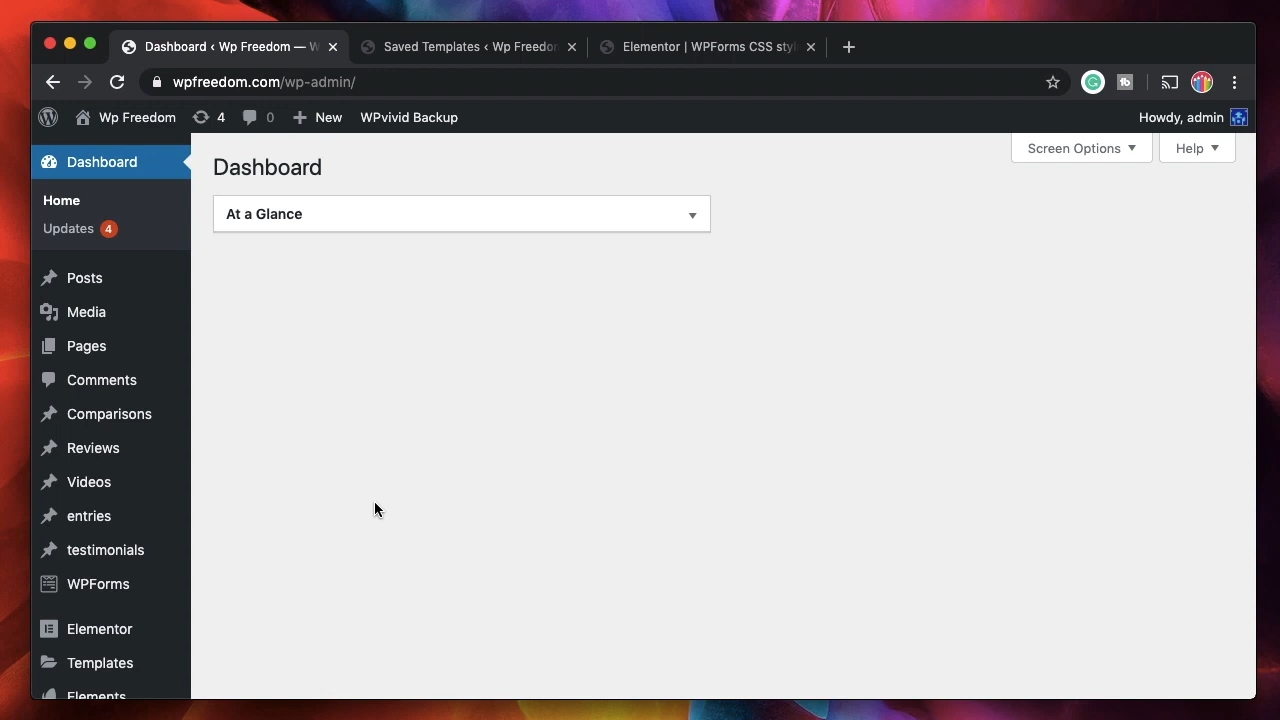 Dashboard ‹ Wp Freedom — W
Saved Templates ‹ Wp Freedom
Elementor | WPForms CSS styl
wpfreedom.com/wp-admin/
Wp Freedom 4 0 New WPvivid Backup Howdy, admin
Dashboard
Home
Updates 4
Posts
Media
Pages
Comments
Comparisons
Reviews
Videos
entries
testimonials
WPForms
Elementor
Templates
Elements
Screen Options Help
Dashboard
At a Glance